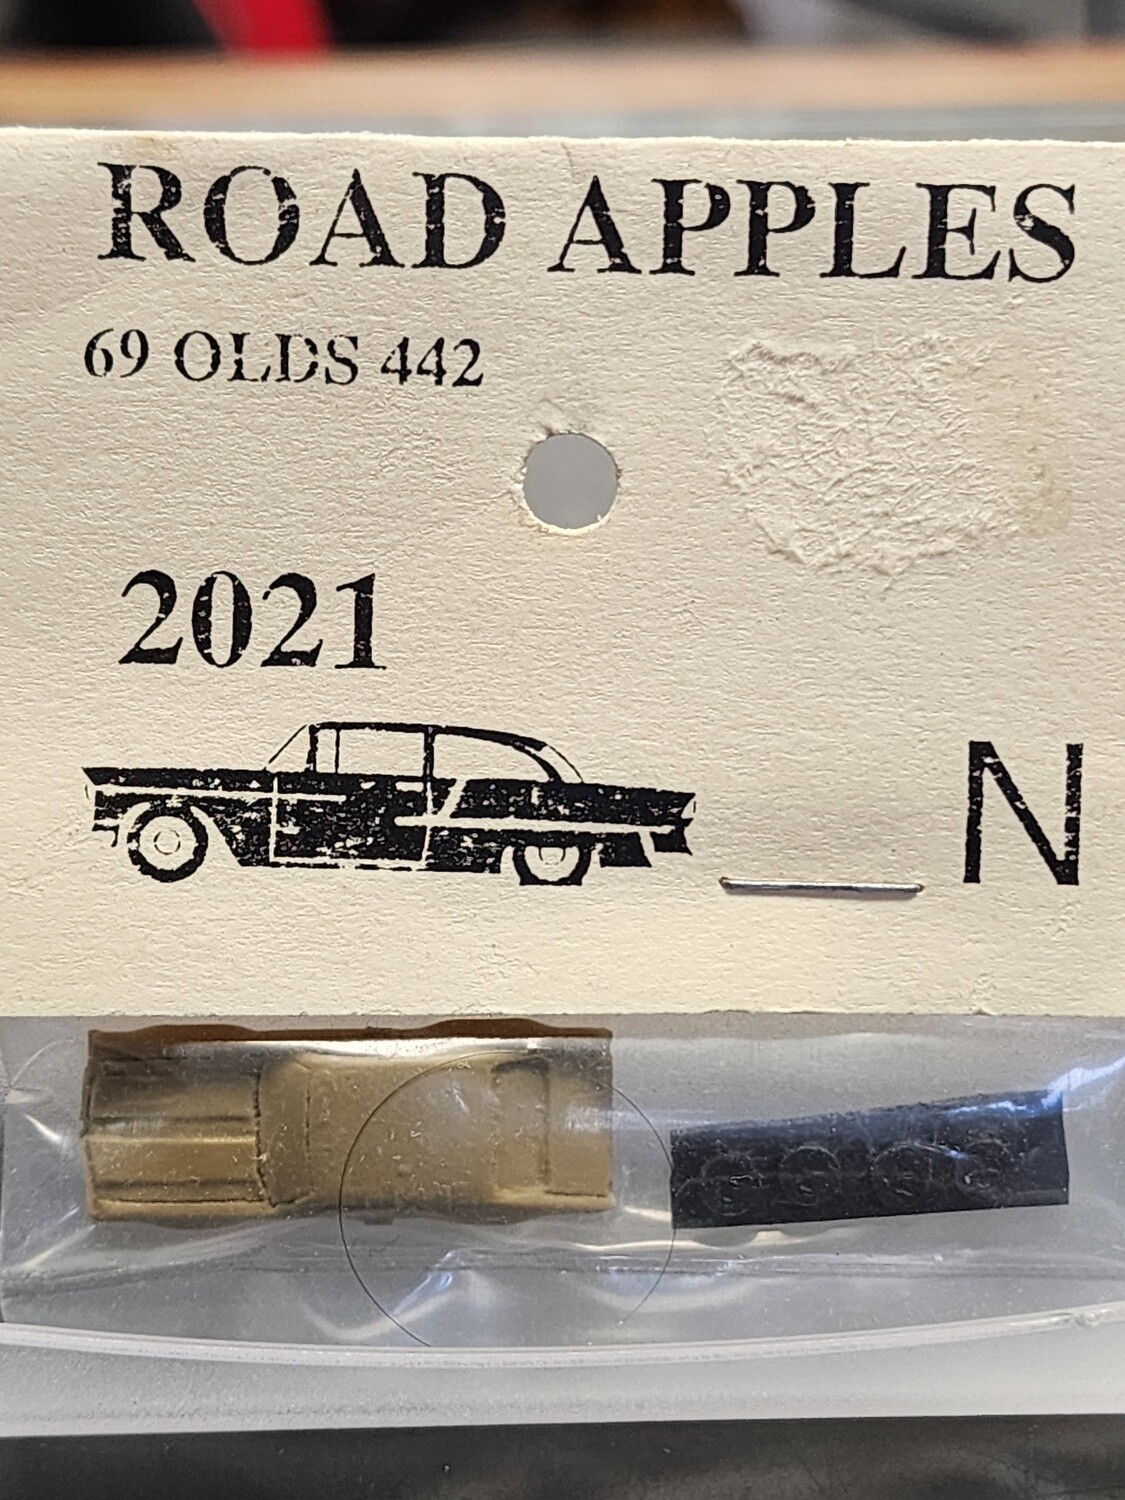 ROAD APPLES
69 OLDS 442
2021
N